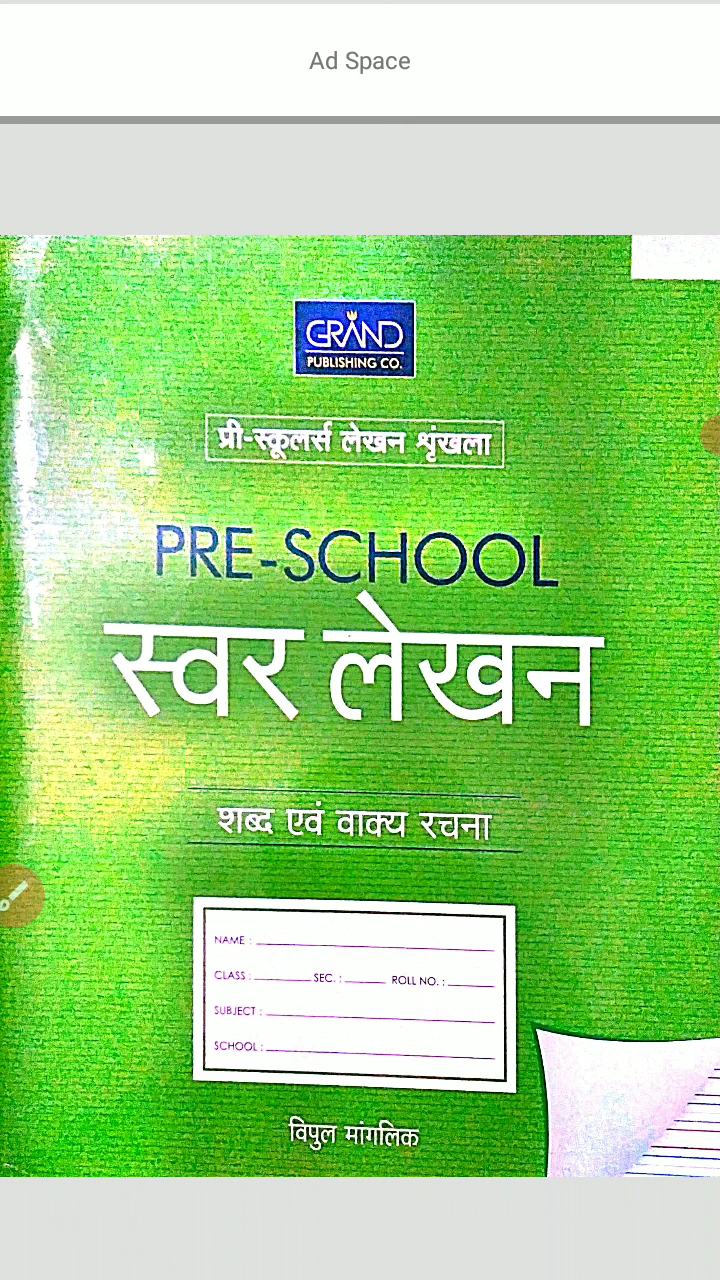 Ad Space
GRAND
PUBLISHING CO.
प्री-स्कूलर्स लेखन श्रृंखला
PRE-SCHOOL
स्वर लेखन
शब्द एवं वाक्य रचना
NAME :
CLASS : SEC. : ROLL NO. :
SUBJECT :
SCHOOL :
विपुल मांगलिक